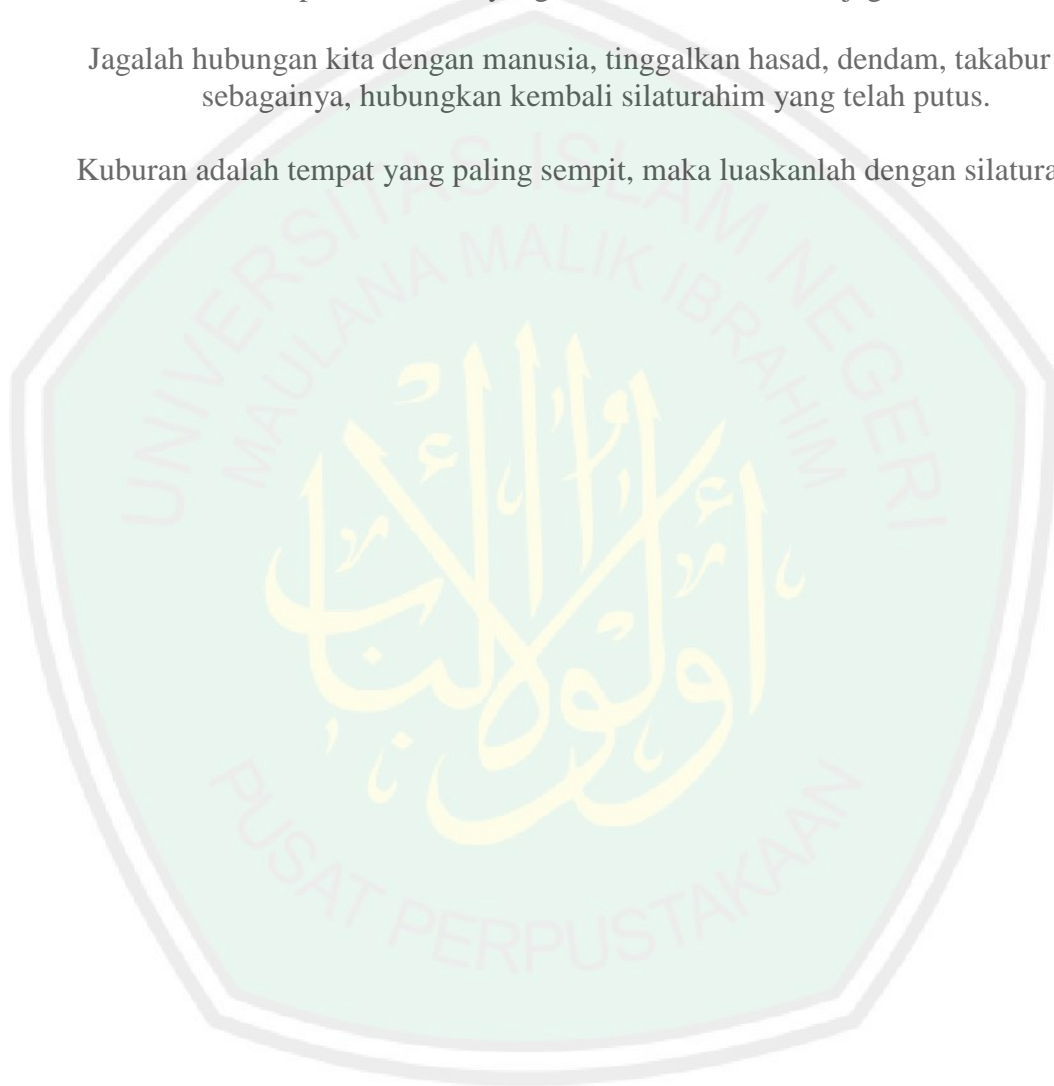 yang
Jagalah hubungan kita dengan manusia, tinggalkan hasad, dendam, takabur
sebagainya, hubungkan kembali silaturahim yang telah putus.
Kuburan adalah tempat yang paling sempit, maka luaskanlah dengan
UNIVERSITAS ISLAM NEGERI
MAULANA MALIK IBRAHIM
أولوا الألباب
PUSAT PERPUSTAKAAN